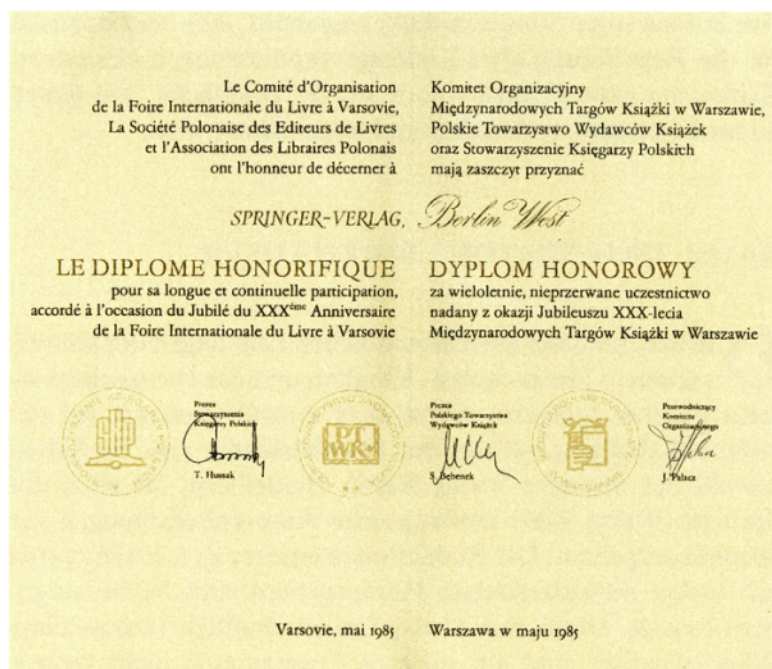 Le Comité d'Organisation
de la Foire Internationale du Livre à Varsovie,
La Société Polonaise des Editeurs de Livres
et l'Association des Libraires Polonais
ont l'honneur de décerner à
Komitet Organizacyjny
Międzynarodowych Targów Książki w Warszawie,
Polskie Towarzystwo Wydawców Książek
oraz Stowarzyszenie Księgarzy Polskich
mają zaszczyt przyznać
SPRINGER-VERLAG, Berlin West
LE DIPLOME HONORIFIQUE
pour sa longue et continuelle participation,
accordé à l'occasion du Jubilé du XXXème Anniversaire
de la Foire Internationale du Livre à Varsovie
DYPLOM HONOROWY
za wieloletnie, nieprzerwane uczestnictwo
nadany z okazji Jubileuszu XXX-lecia
Międzynarodowych Targów Książki w Warszawie
Prezes
Stowarzyszenia
Księgarzy Polskich
T. Hussak
PT
WK
Prezes
Polskiego Towarzystwa
Wydawców Książek
S. Bębenek
Przewodniczący
Komitetu
Organizacyjnego
J. Pałacz
Varsovie, mai 1985
Warszawa w maju 1985